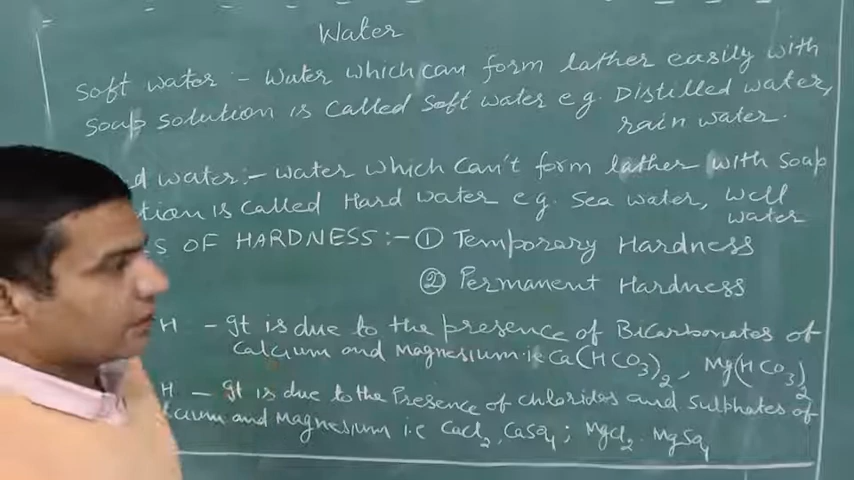 Water
Soft water :- Water which can form lather easily with
Soap solution is called Soft water e.g. Distilled water,
rain water.
water :- water which can't form lather with Soap
tion is called Hard water e.g. Sea water, well
water
S OF HARDNESS :- ① Temporary Hardness
② Permanent Hardness
H - It is due to the presence of Bicarbonates of
Calcium and Magnesium i.e Ca(HCO3)2, Mg(HCO3)2
H - It is due to the Presence of chlorides and Sulphates of
cium and Magnesium i.e CaCl2, CaSO4; MgCl2. MgSO4